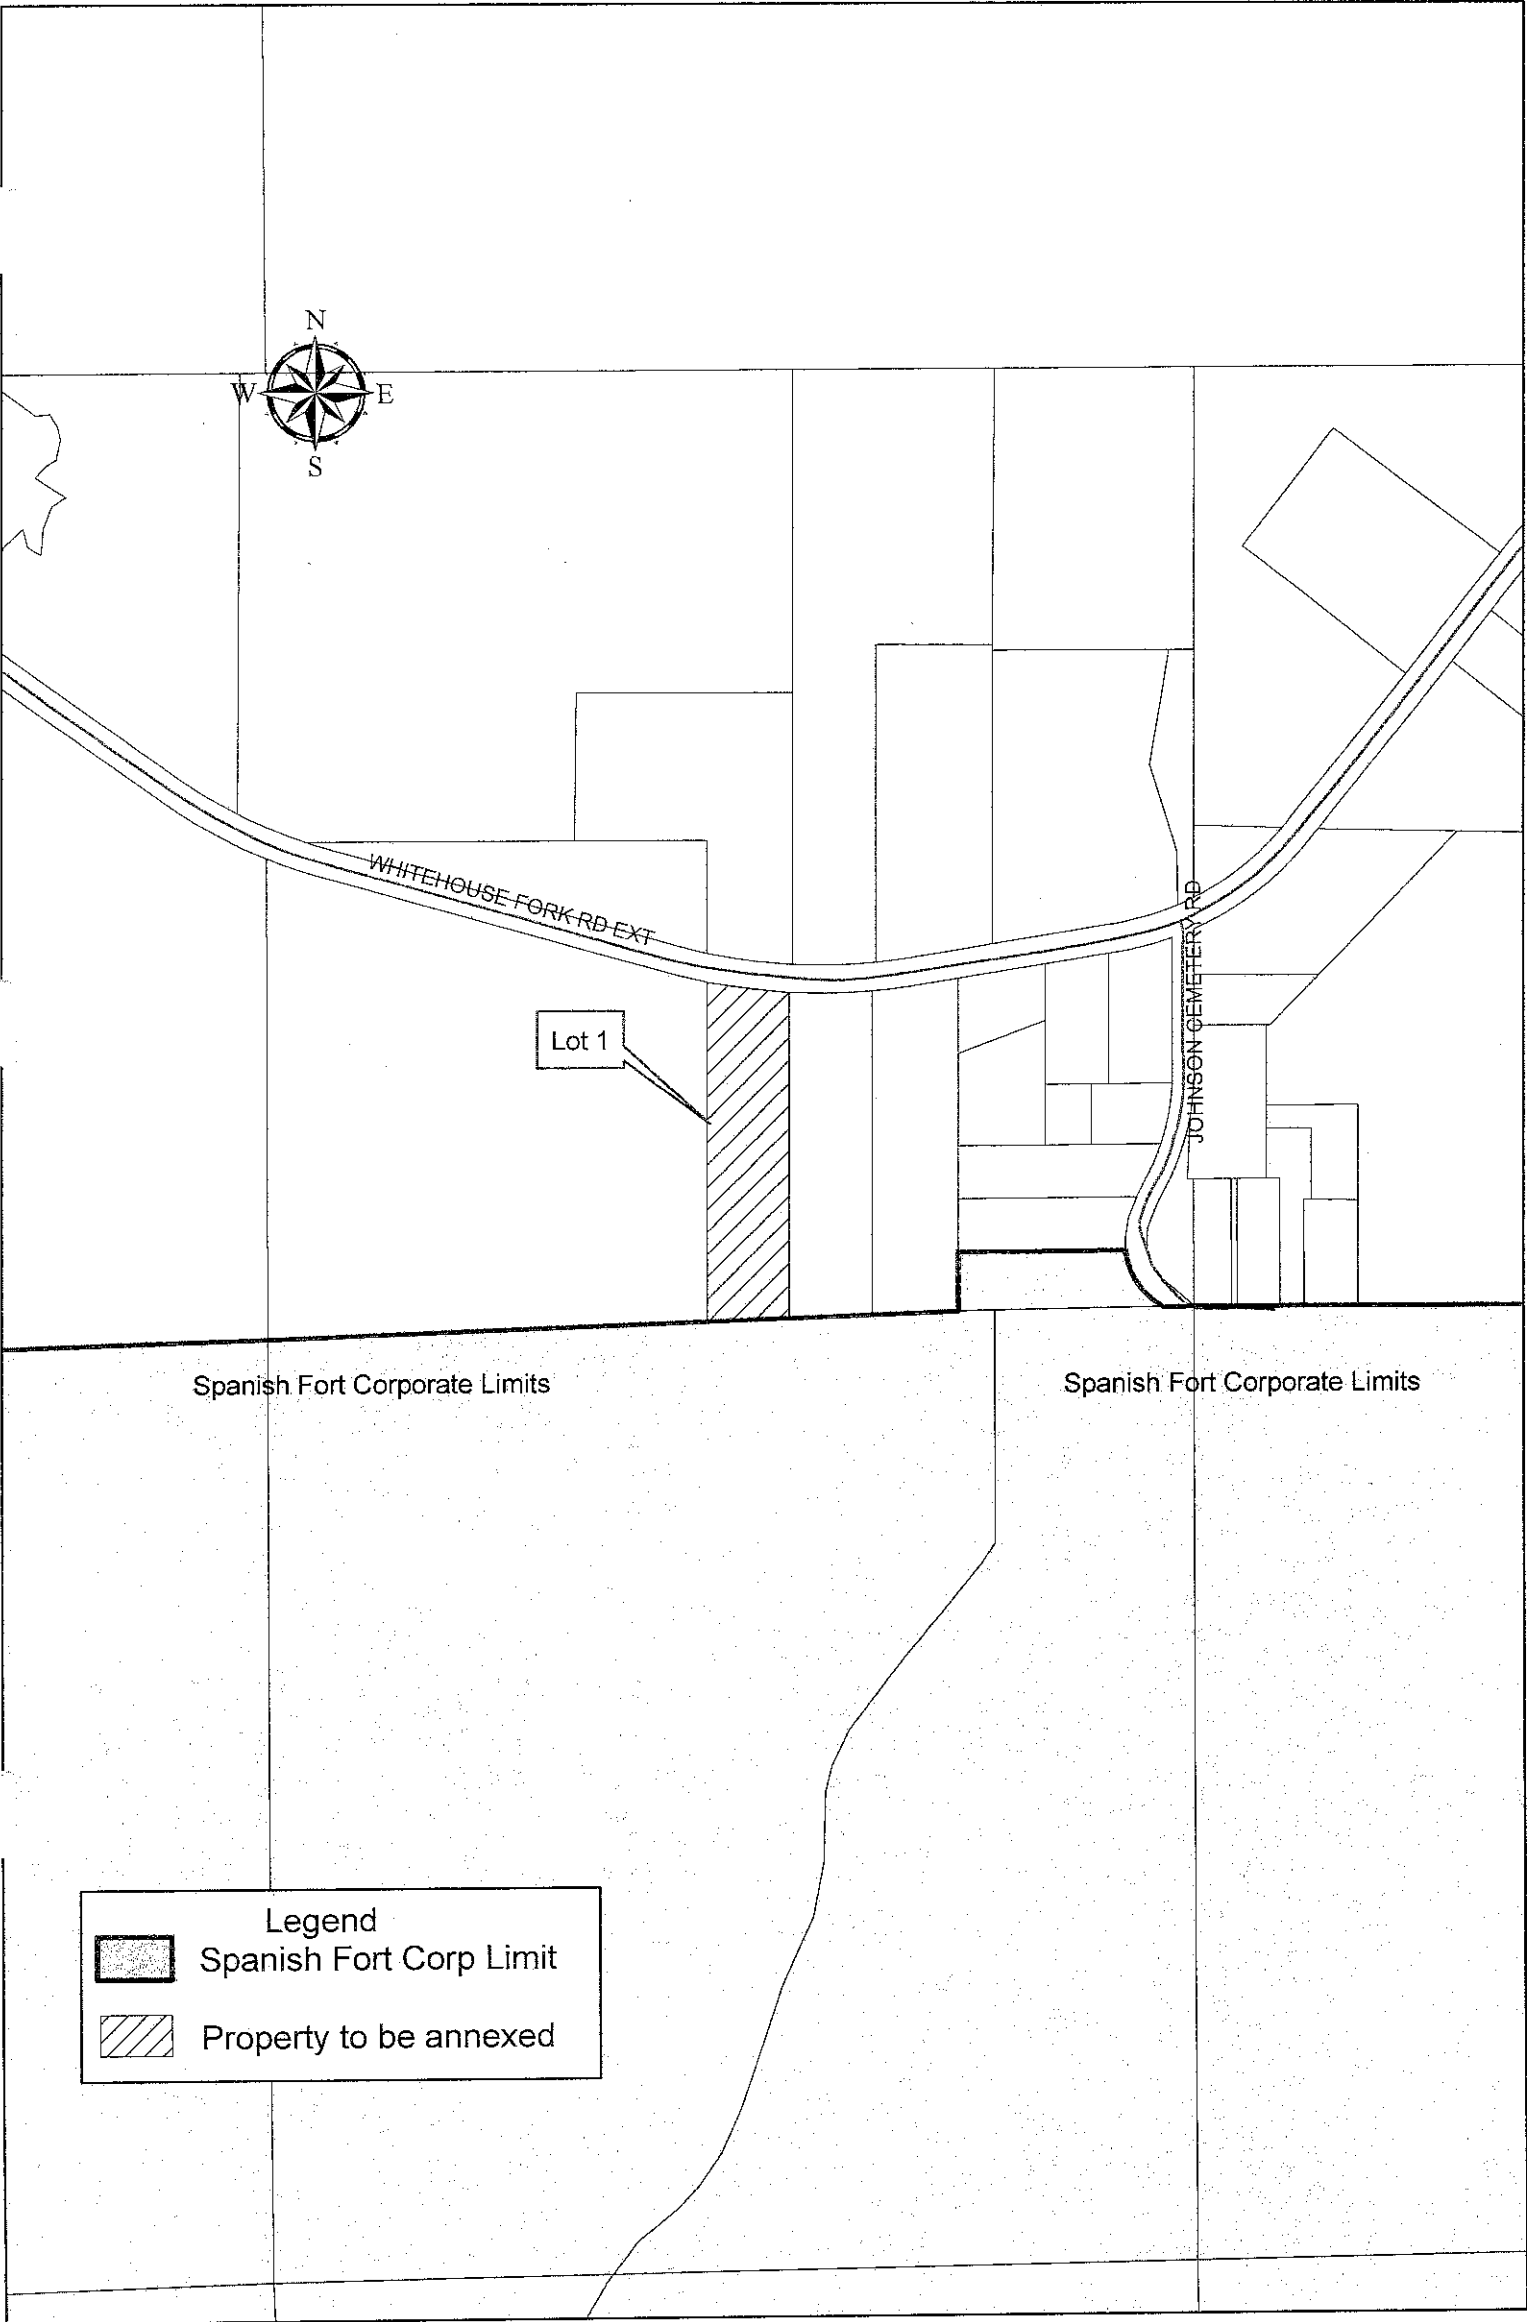 N
W E
S
WHITEHOUSE FORK RD EXT
JOHNSON CEMETERY RD
Lot 1
Spanish Fort Corporate Limits
Spanish Fort Corporate Limits
Legend
Spanish Fort Corp Limit
Property to be annexed